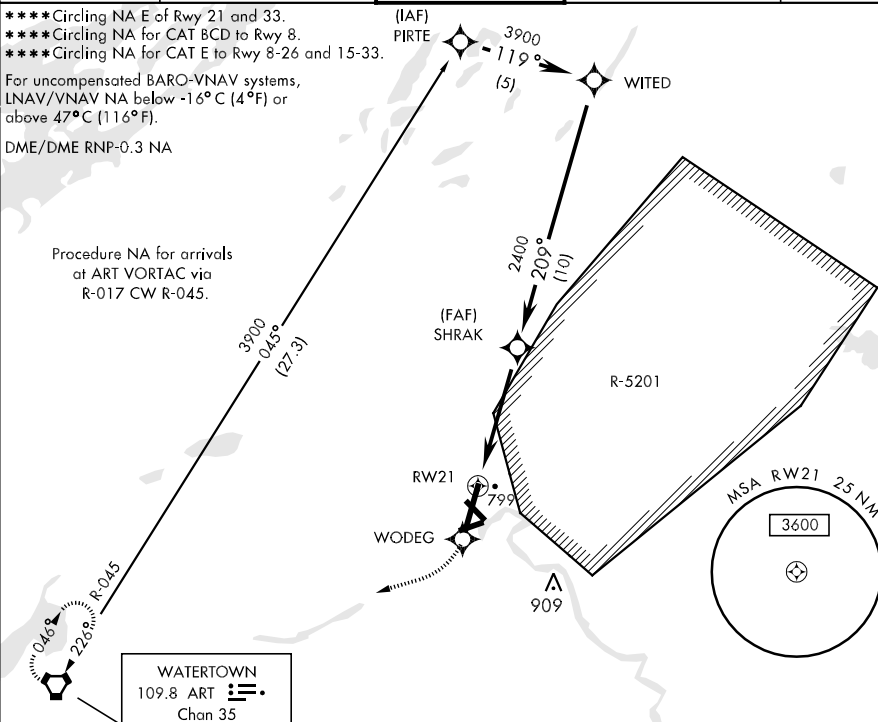 ****Circling NA E of Rwy 21 and 33.
****Circling NA for CAT BCD to Rwy 8.
****Circling NA for CAT E to Rwy 8-26 and 15-33.
For uncompensated BARO-VNAV systems,
LNAV/VNAV NA below -16°C (4°F) or
above 47°C (116°F).
DME/DME RNP-0.3 NA
(IAF)
PIRTE
3900
119°
(5)
WITED
Procedure NA for arrivals
at ART VORTAC via
R-017 CW R-045.
3900
045°
(27.3)
2400
209°
(10)
(FAF)
SHRAK
R-5201
RW21
799
WODEG
909
MSA RW21 25 NM
3600
R-045
046°
226°
WATERTOWN
109.8 ART
Chan 35